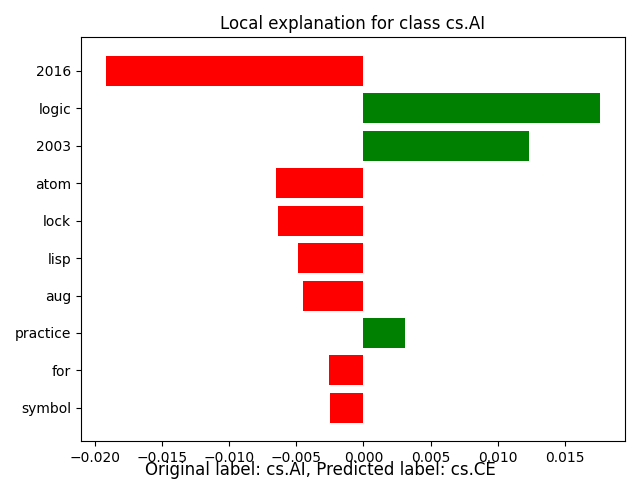 Local explanation for class cs.AI
2016
logic
2003
atom
lock
lisp
aug
practice
for
symbol
−0.020 −0.015 −0.010 −0.005 0.000 0.005 0.010 0.015
Original label: cs.AI, Predicted label: cs.CE